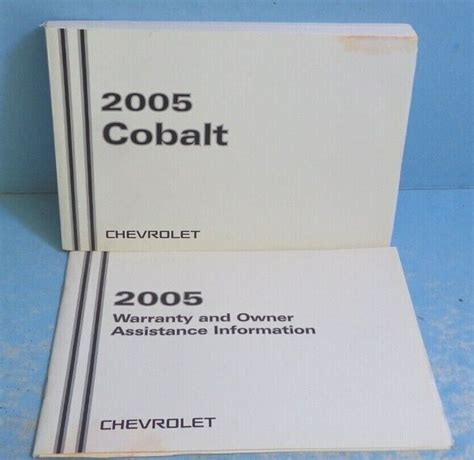 2005
Cobalt
CHEVROLET
2005
Warranty and Owner
Assistance Information
CHEVROLET